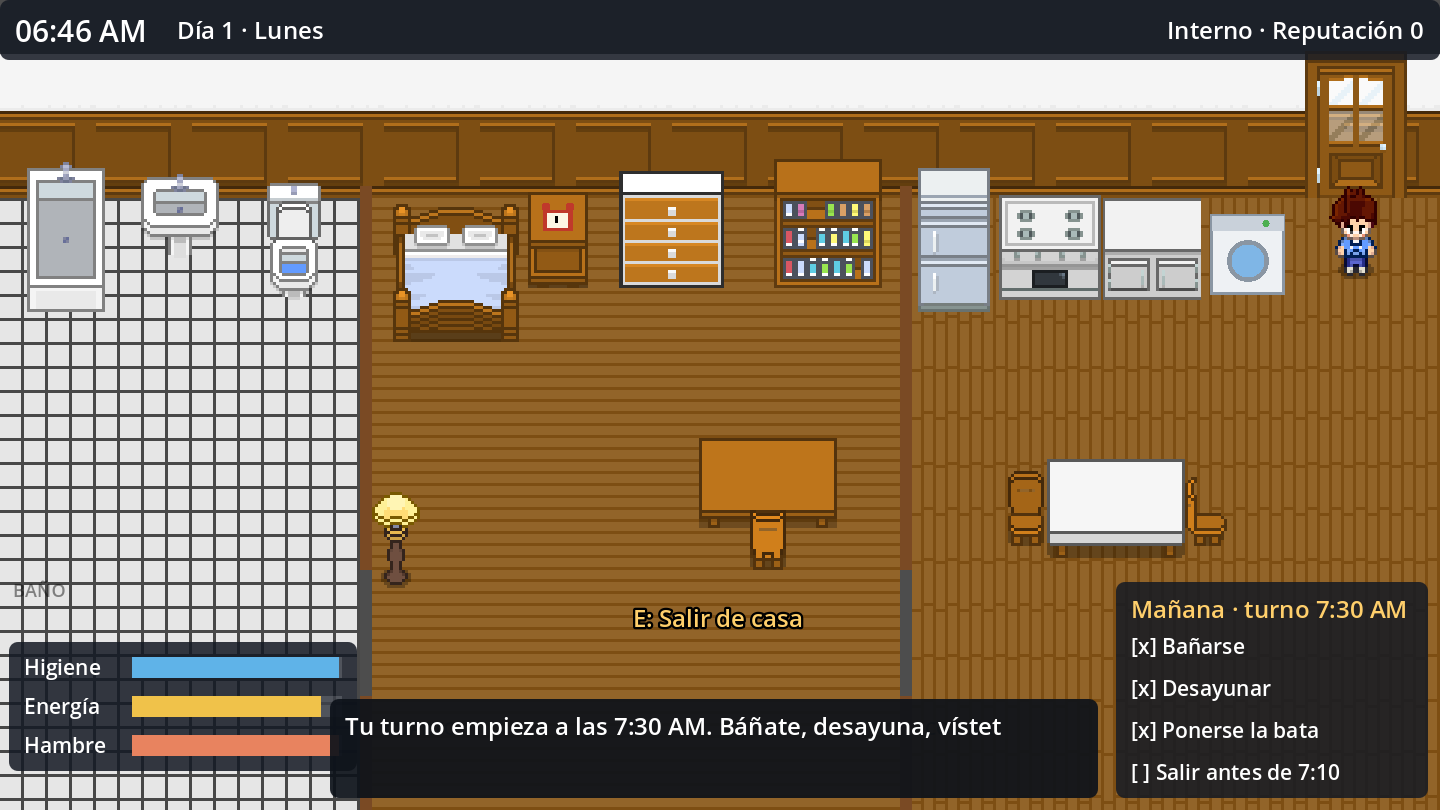 06:46 AM Día 1 · Lunes Interno · Reputación 0
BAÑO
E: Salir de casa
Higiene
Energía
Hambre
Tu turno empieza a las 7:30 AM. Báñate, desayuna, vístet
Mañana · turno 7:30 AM
[x] Bañarse
[x] Desayunar
[x] Ponerse la bata
[ ] Salir antes de 7:10